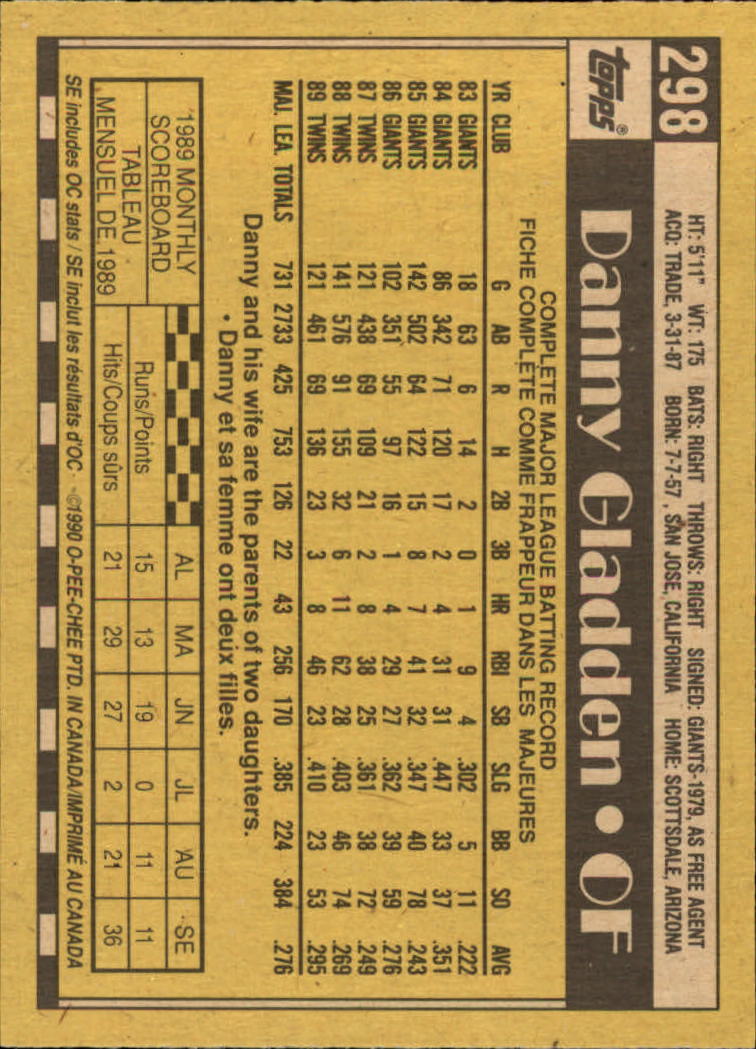 298
HT: 5'11" WT: 175 BATS: RIGHT THROWS: RIGHT SIGNED: GIANTS-1979, AS FREE AGENT
ACQ: TRADE, 3-31-87 BORN: 7-7-57, SAN JOSE, CALIFORNIA HOME: SCOTTSDALE, ARIZONA
topps®
Danny Gladden • OF
COMPLETE MAJOR LEAGUE BATTING RECORD
FICHE COMPLETE COMME FRAPPEUR DANS LES MAJEURES
YR CLUB G AB R H 2B 3B HR RBI SB SLG BB SO AVG
83 GIANTS 18 63 6 14 2 0 1 9 4 .302 5 11 .222
84 GIANTS 86 342 71 120 17 2 4 31 31 .447 33 37 .351
85 GIANTS 142 502 64 122 15 8 7 41 32 .347 40 78 .243
86 GIANTS 102 351 55 97 16 1 4 29 27 .362 39 59 .276
87 TWINS 121 438 69 109 21 2 8 38 25 .361 38 72 .249
88 TWINS 141 576 91 155 32 6 11 62 28 .403 46 74 .269
89 TWINS 121 461 69 136 23 3 8 46 23 .410 23 53 .295
MAJ. LEA. TOTALS 731 2733 425 753 126 22 43 256 170 .385 224 384 .276
Danny and his wife are the parents of two daughters.
• Danny et sa femme ont deux filles.
1989 MONTHLY
SCOREBOARD
TABLEAU
MENSUEL DE 1989
AL MA JN JL AU SE
Runs/Points 15 13 19 0 11 11
Hits/Coups sûrs 21 29 27 2 21 36
SE includes OC stats / SE inclut les résultats d'OC - ©1990 O-PEE-CHEE PTD. IN CANADA/IMPRIMÉ AU CANADA